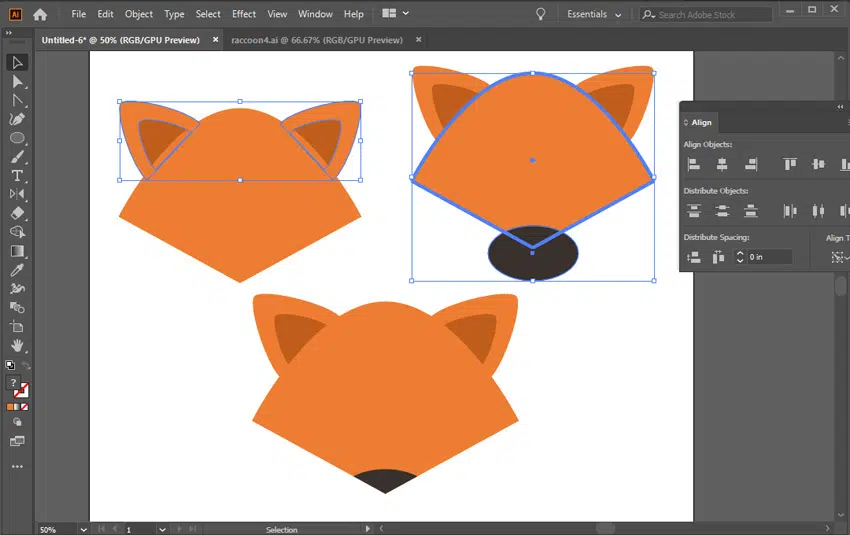 Ai File Edit Object Type Select Effect View Window Help Essentials Search Adobe Stock
Untitled-6* @ 50% (RGB/GPU Preview) × raccoon4.ai @ 66.67% (RGB/GPU Preview) ×
Align
Align Objects:
Distribute Objects:
Distribute Spacing: Align T
0 in
?
50% 1 Selection